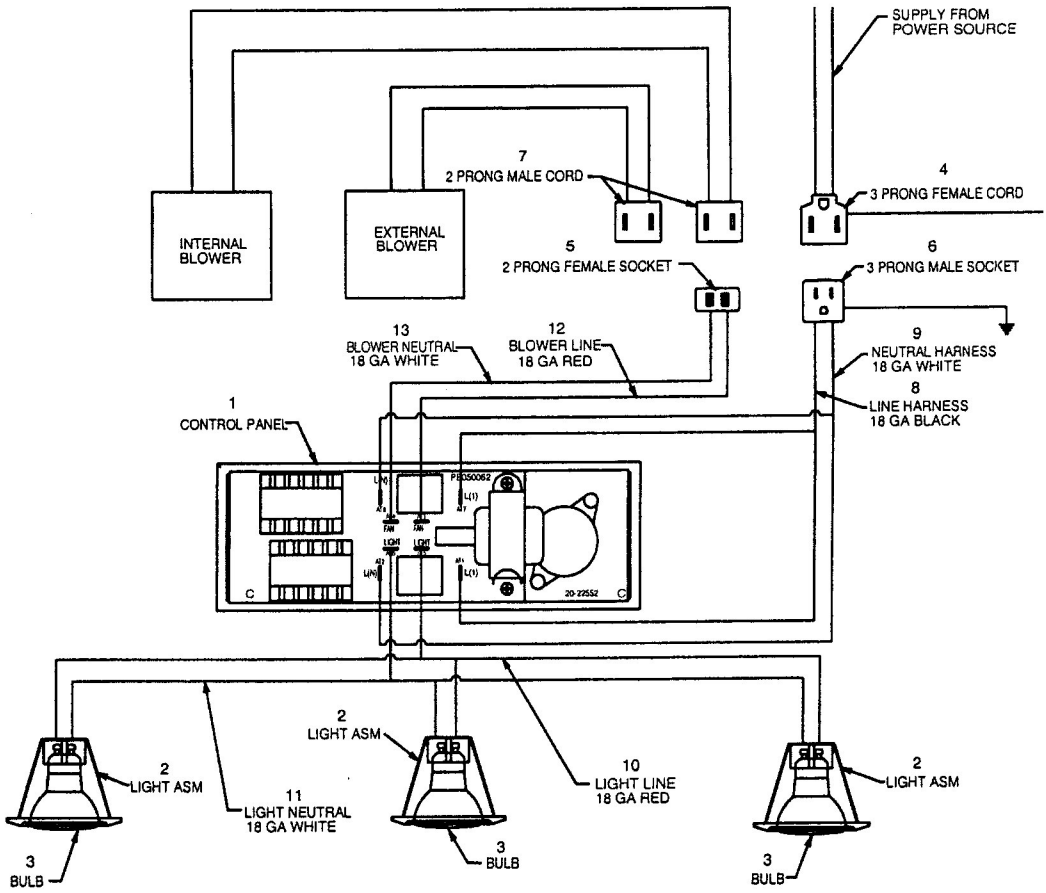 SUPPLY FROM
POWER SOURCE
7
2 PRONG MALE CORD
4
3 PRONG FEMALE CORD
INTERNAL
BLOWER
EXTERNAL
BLOWER
5
2 PRONG FEMALE SOCKET
6
3 PRONG MALE SOCKET
13
BLOWER NEUTRAL
18 GA WHITE
12
BLOWER LINE
18 GA RED
9
NEUTRAL HARNESS
18 GA WHITE
8
LINE HARNESS
18 GA BLACK
1
CONTROL PANEL
L(N)
L(1)
FAN
FAN
LIGHT
LIGHT
L(N)
L(1)
C
20-22552
C
2
LIGHT ASM
2
LIGHT ASM
2
LIGHT ASM
10
LIGHT LINE
18 GA RED
11
LIGHT NEUTRAL
18 GA WHITE
3
BULB
3
BULB
3
BULB